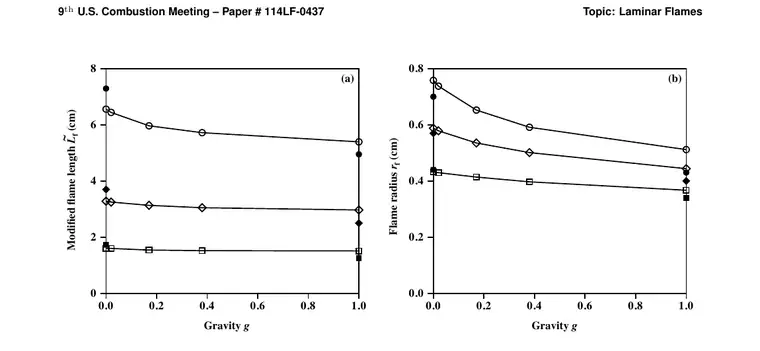 9th U.S. Combustion Meeting – Paper # 114LF-0437 Topic: Laminar Flames
8
6
4
2
0
0.0 0.2 0.4 0.6 0.8 1.0
Modified flame length L̃f (cm)
Gravity g
(a)
0.8
0.6
0.4
0.2
0.0
0.0 0.2 0.4 0.6 0.8 1.0
Flame radius rf (cm)
Gravity g
(b)